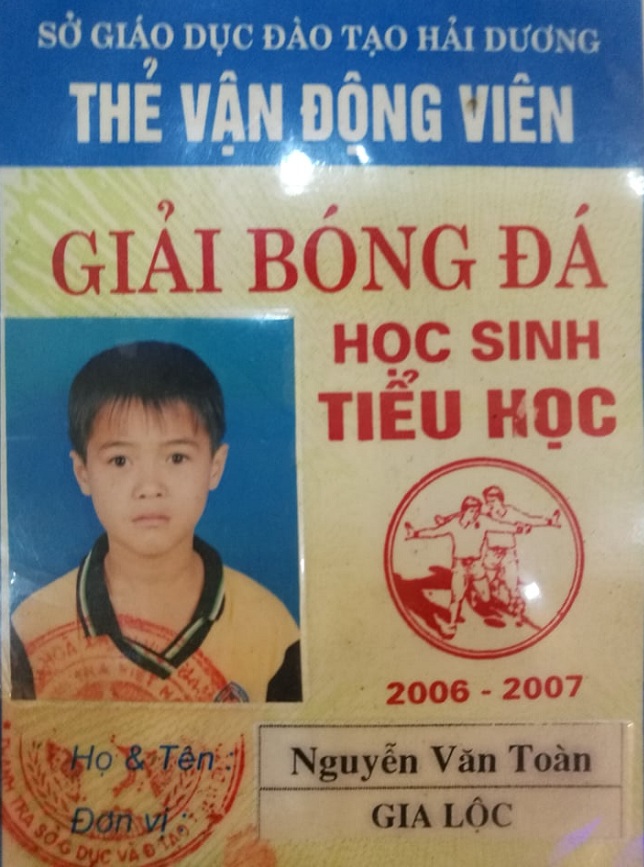 SỞ GIÁO DỤC ĐÀO TẠO HẢI DƯƠNG
THẺ VẬN ĐỘNG VIÊN
GIẢI BÓNG ĐÁ
HỌC SINH
TIỂU HỌC
2006 - 2007
Họ & Tên : Nguyễn Văn Toàn
Đơn vị : GIA LỘC